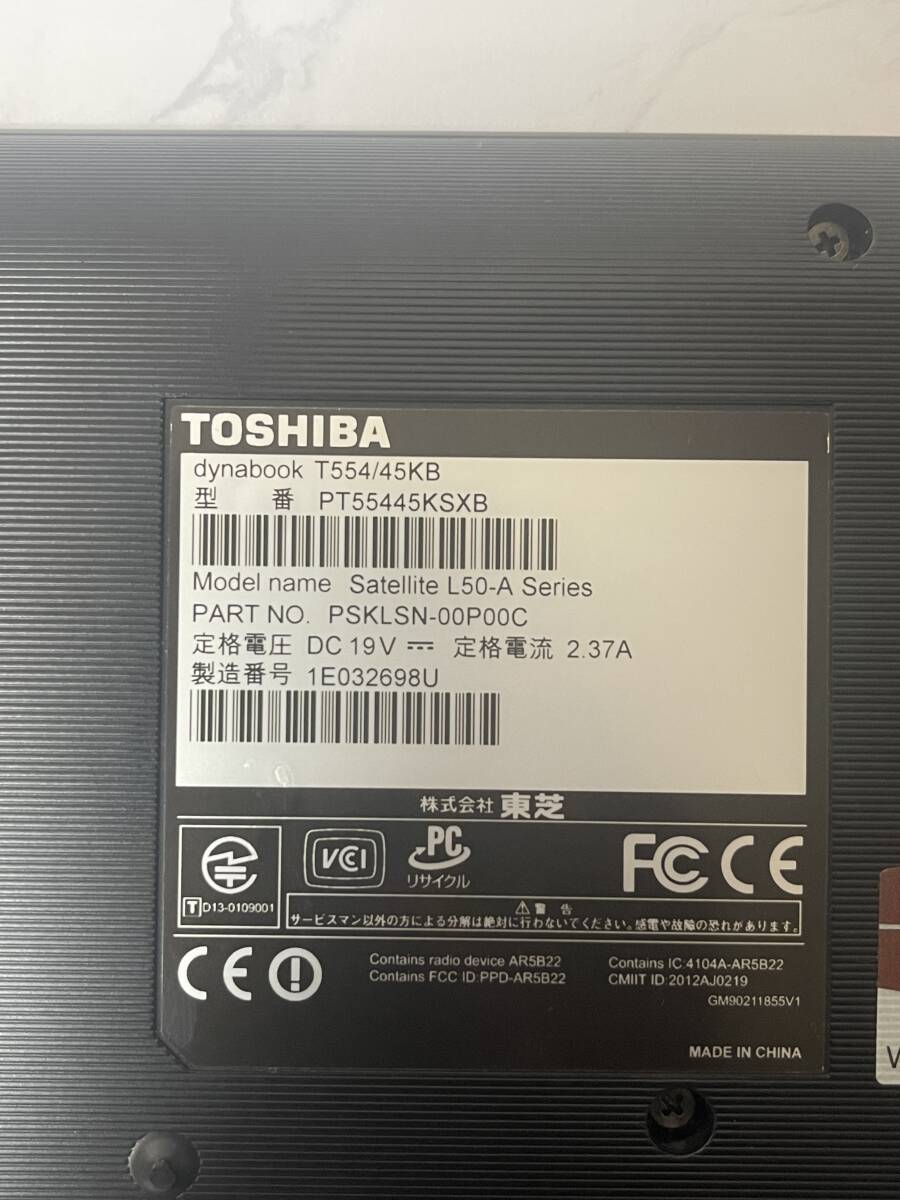 TOSHIBA
dynabook T554/45KB
型 番 PT55445KSXB
Model name Satellite L50-A Series
PART NO. PSKLSN-00P00C
定格電圧 DC 19V ⎓ 定格電流 2.37A
製造番号 1E032698U
株式会社 東芝
T D13-0109001
VCCI
PC
リサイクル
FC CE
⚠ 警 告
サービスマン以外の方による分解は絶対に行わないでください。感電や故障の恐れがあります。
CE
Contains radio device AR5B22
Contains FCC ID:PPD-AR5B22
Contains IC:4104A-AR5B22
CMIIT ID:2012AJ0219
GM90211855V1
MADE IN CHINA